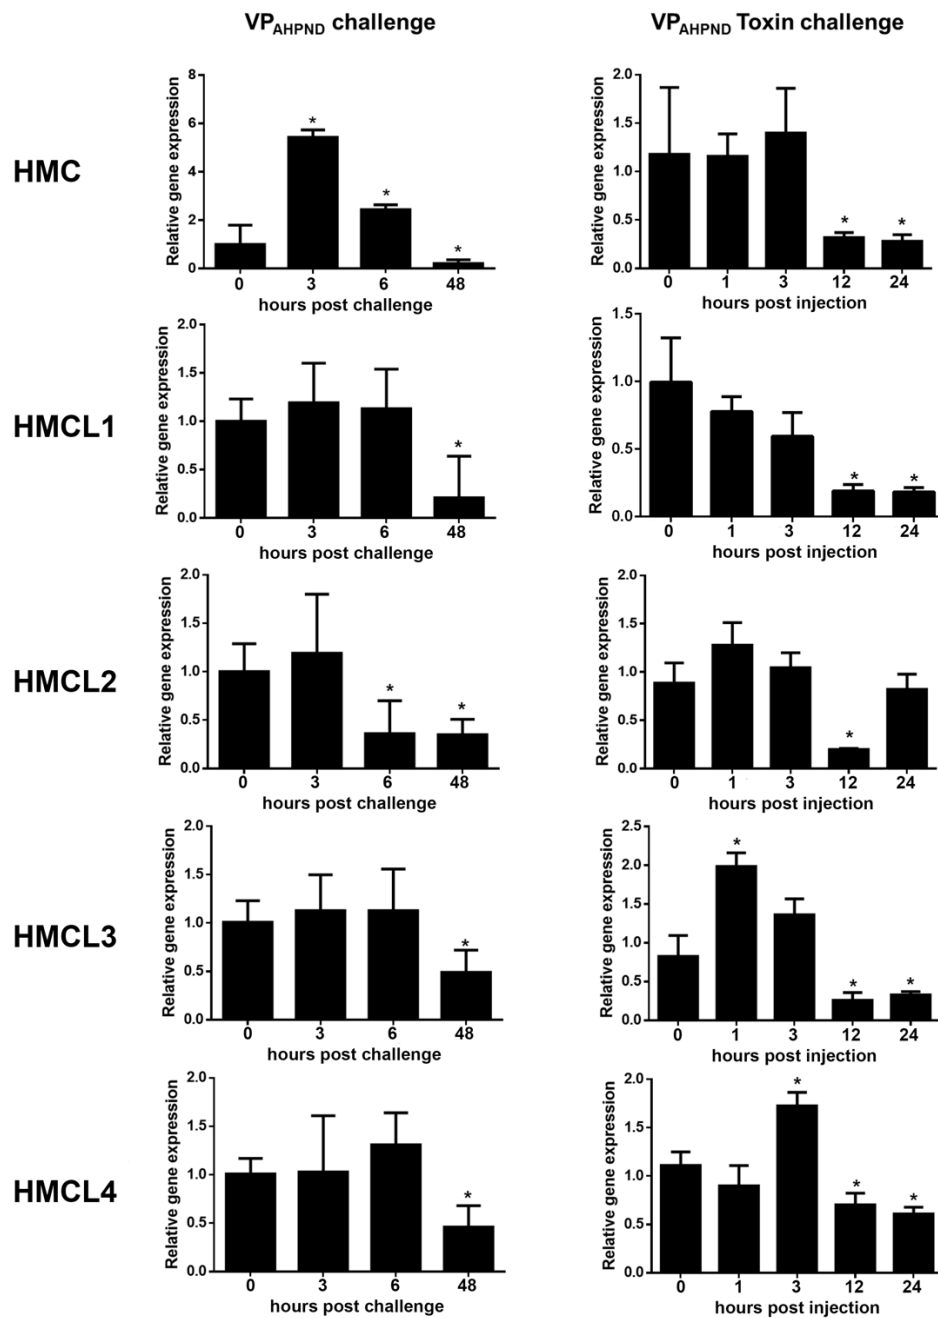 VPAHPND challenge
VPAHPND Toxin challenge
HMC
Relative gene expression
8
6
4
2
0
*
*
*
0 3 6 48
hours post challenge
Relative gene expression
2.0
1.5
1.0
0.5
0.0
* *
0 1 3 12 24
hours post injection
HMCL1
Relative gene expression
2.0
1.5
1.0
0.5
0.0
*
0 3 6 48
hours post challenge
Relative gene expression
1.5
1.0
0.5
0.0
* *
0 1 3 12 24
hours post injection
HMCL2
Relative gene expression
2.0
1.5
1.0
0.5
0.0
*
*
0 3 6 48
hours post challenge
Relative gene expression
2.0
1.5
1.0
0.5
0.0
*
0 1 3 12 24
hours post injection
HMCL3
Relative gene expression
2.0
1.5
1.0
0.5
0.0
*
0 3 6 48
hours post challenge
Relative gene expression
2.5
2.0
1.5
1.0
0.5
0.0
*
* *
0 1 3 12 24
hours post injection
HMCL4
Relative gene expression
2.0
1.5
1.0
0.5
0.0
*
0 3 6 48
hours post challenge
Relative gene expression
2.0
1.5
1.0
0.5
0.0
*
*
*
0 1 3 12 24
hours post injection